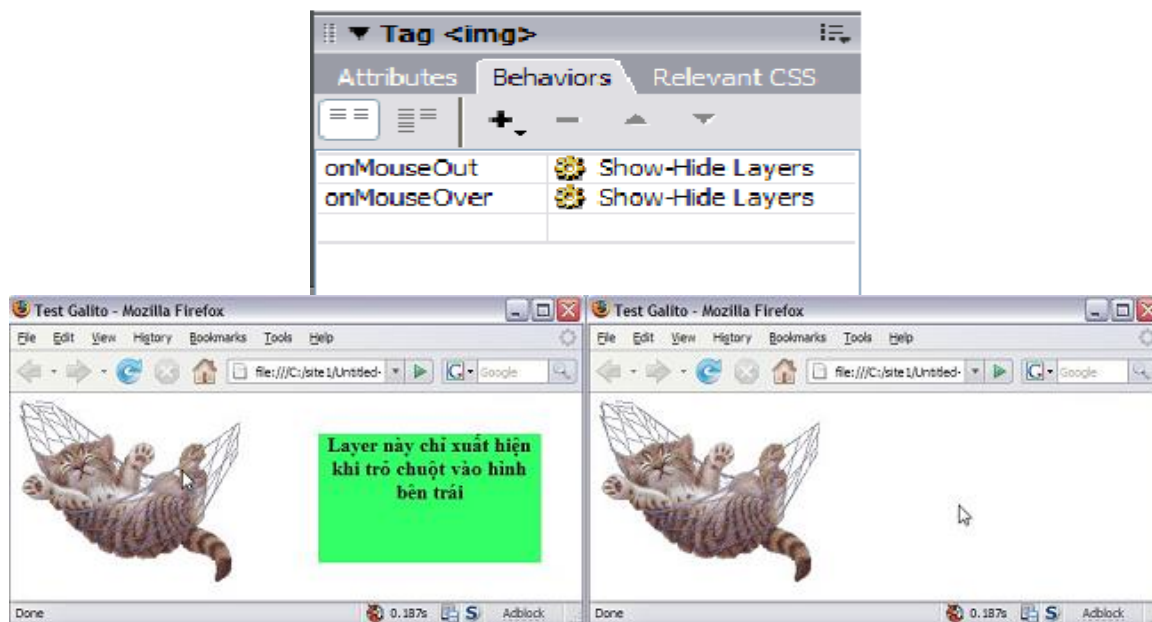 Tag <img>
Attributes Behaviors Relevant CSS
onMouseOut Show-Hide Layers
onMouseOver Show-Hide Layers
Test Galito - Mozilla Firefox
File Edit View History Bookmarks Tools Help
file:///C:/site1/Untitled- G Google
Layer này chỉ xuất hiện
khi trỏ chuột vào hình
bên trái
Done 0.187s S Adblock
Test Galito - Mozilla Firefox
File Edit View History Bookmarks Tools Help
file:///C:/site1/Untitled- G Google
Done 0.187s S Adblock